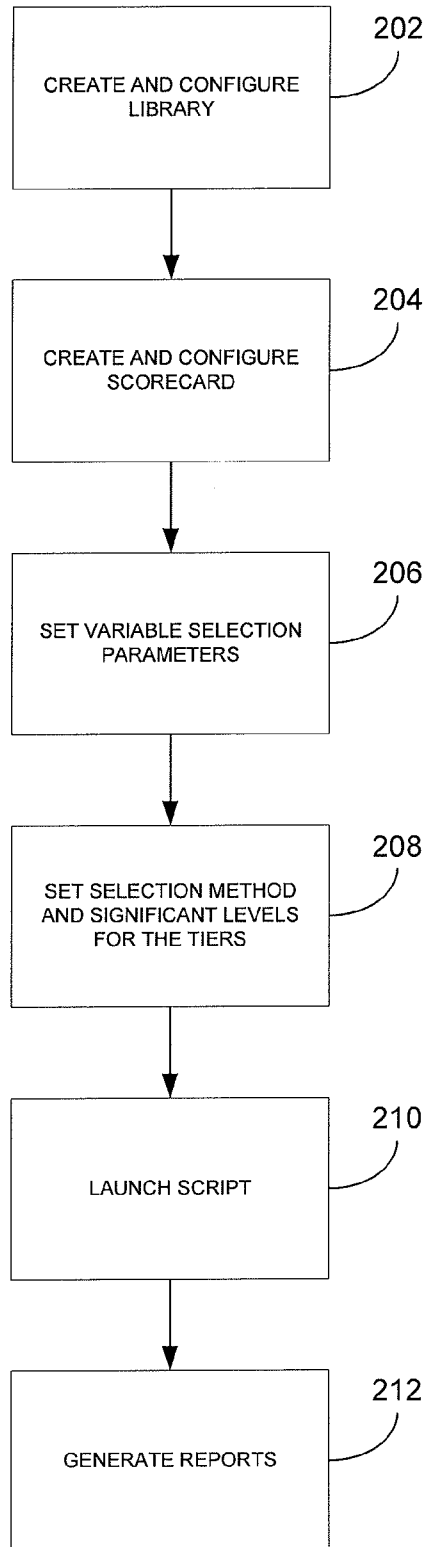 202
CREATE AND CONFIGURE
LIBRARY
204
CREATE AND CONFIGURE
SCORECARD
206
SET VARIABLE SELECTION
PARAMETERS
208
SET SELECTION METHOD
AND SIGNIFICANT LEVELS
FOR THE TIERS
210
LAUNCH SCRIPT
212
GENERATE REPORTS